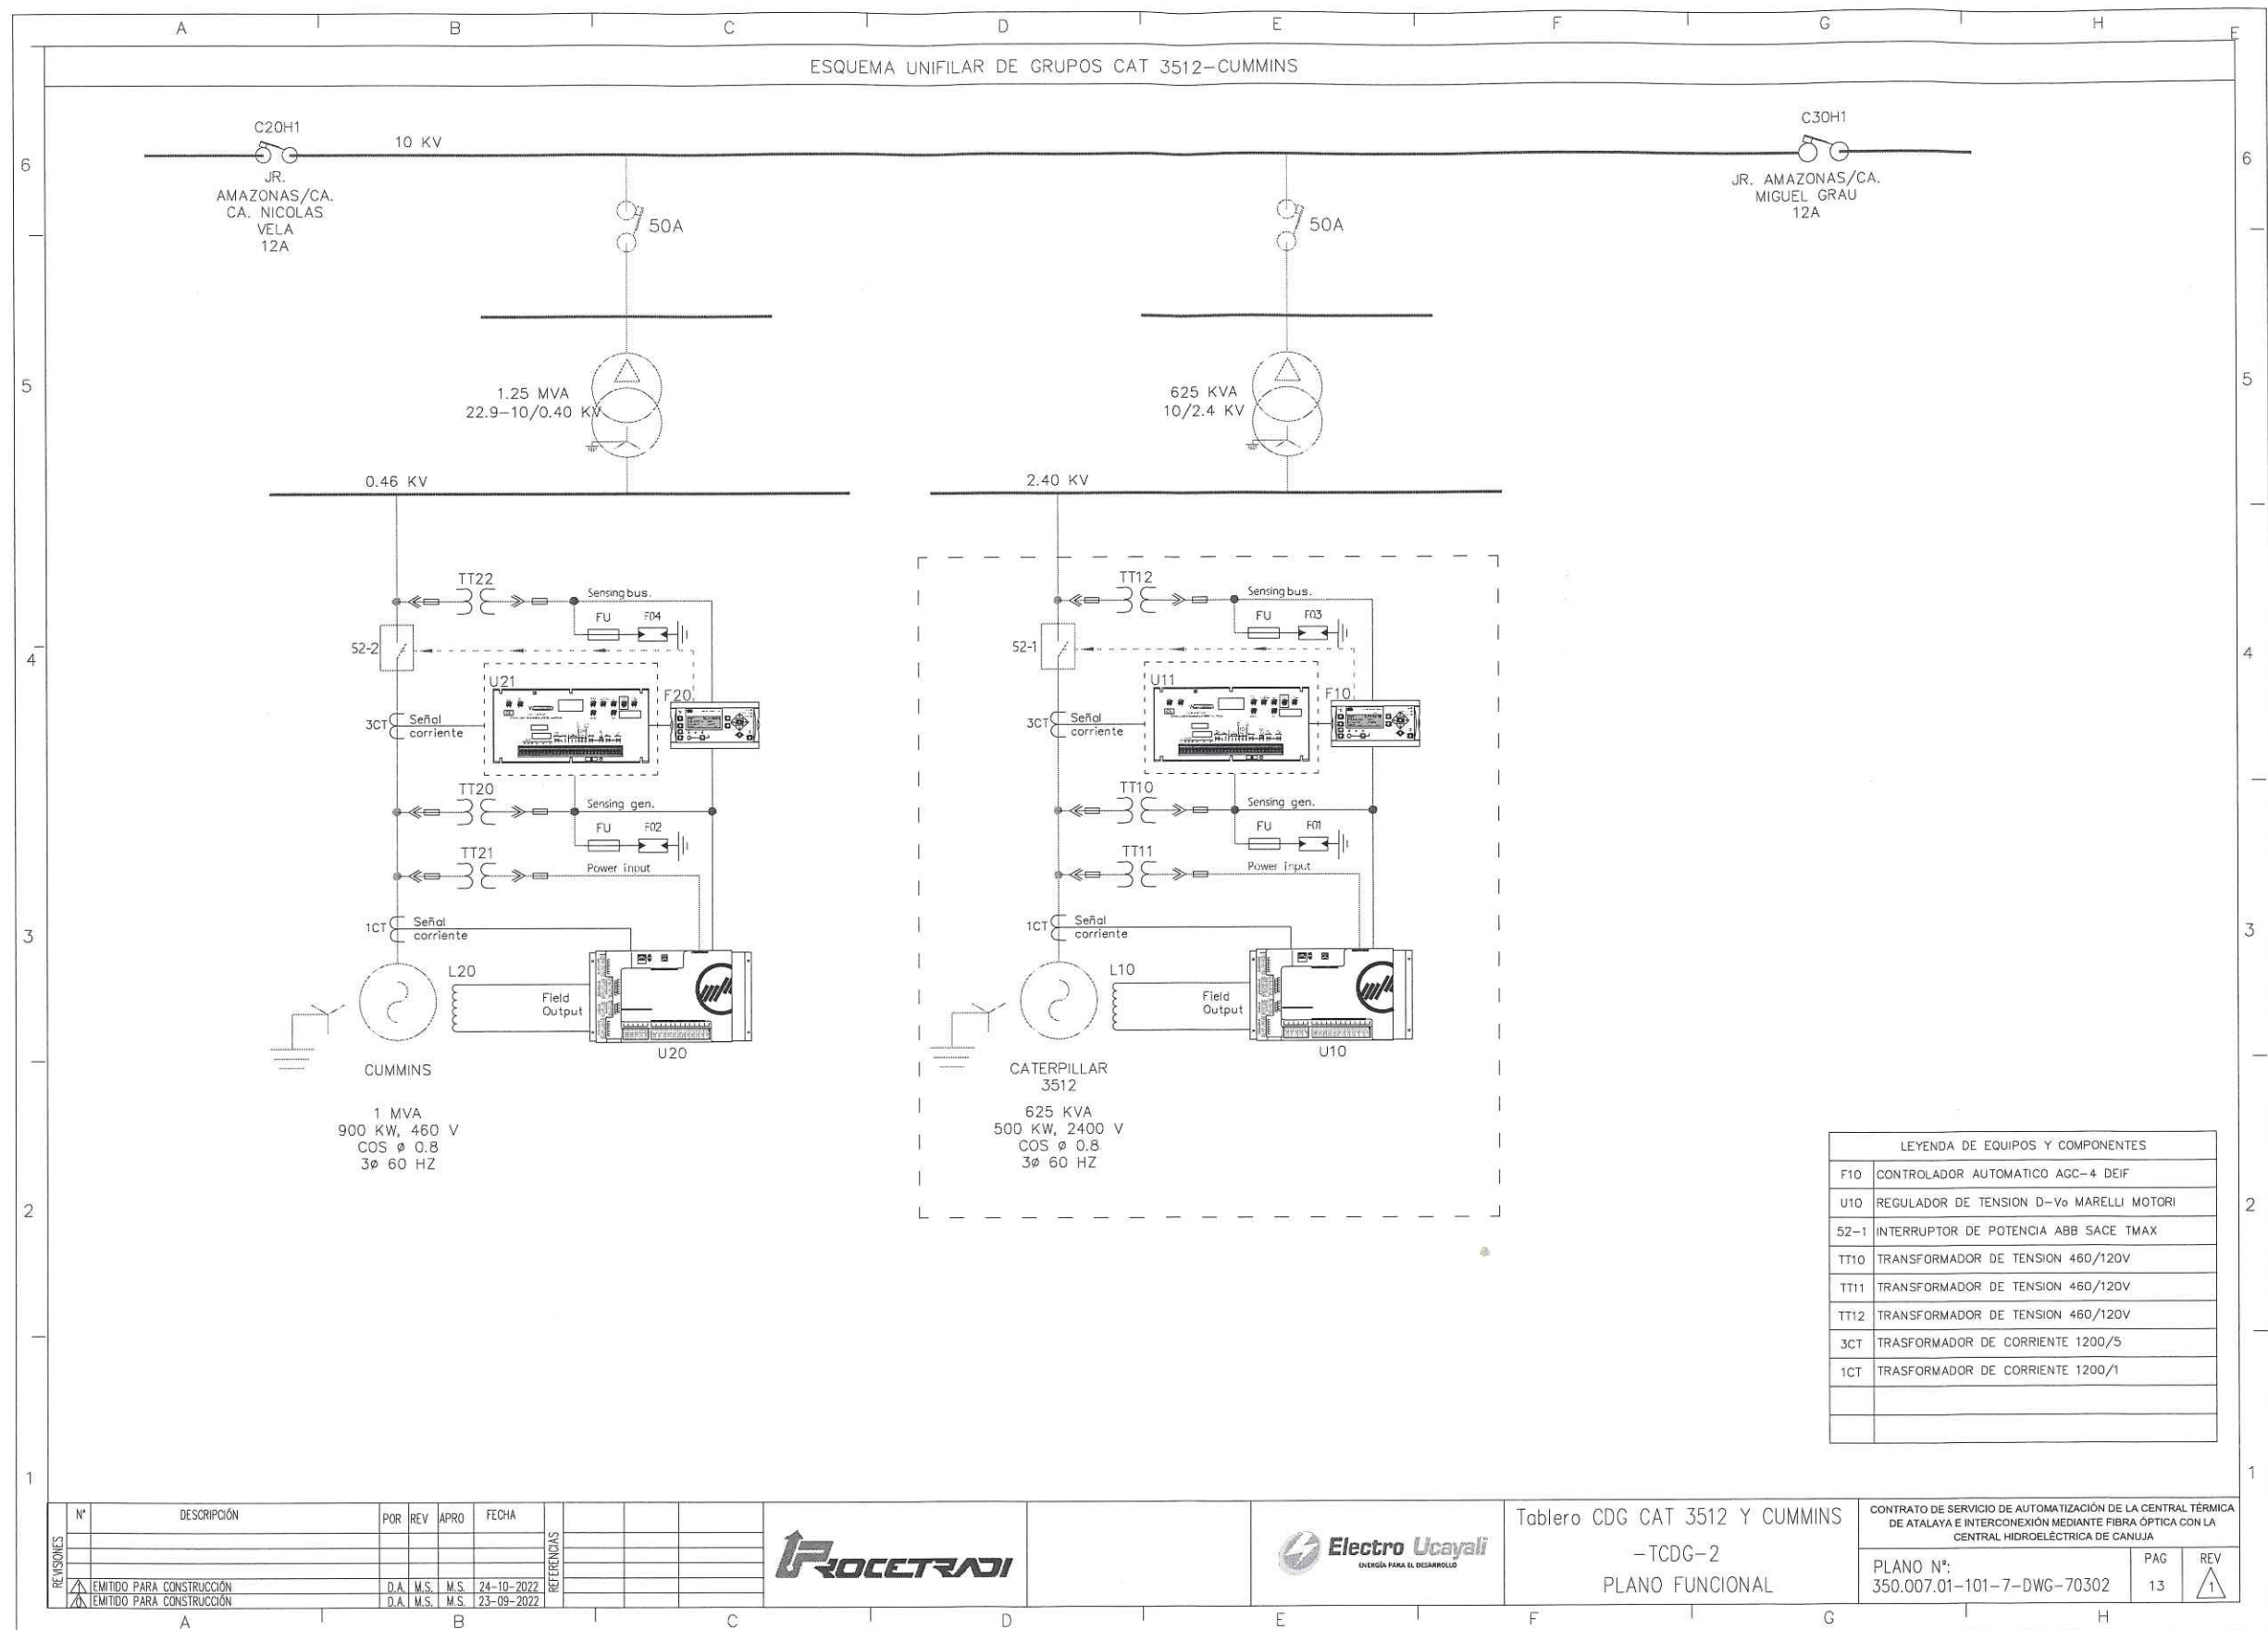 A B C D E F G H
F
ESQUEMA UNIFILAR DE GRUPOS CAT 3512-CUMMINS
6
5
4
3
2
1
C20H1
10 KV
JR.
AMAZONAS/CA.
CA. NICOLAS
VELA
12A
C30H1
JR. AMAZONAS/CA.
MIGUEL GRAU
12A
50A
50A
1.25 MVA
22.9-10/0.40 KV
625 KVA
10/2.4 KV
0.46 KV
2.40 KV
TT22
Sensing bus.
FU F04
52-2
U21
F20
3CT
Señal
corriente
TT20
Sensing gen.
FU F02
TT21
Power input
1CT
Señal
corriente
L20
Field
Output
U20
CUMMINS
1 MVA
900 KW, 460 V
COS ø 0.8
3ø 60 HZ
TT12
Sensing bus.
FU F03
52-1
U11
F10
3CT
Señal
corriente
TT10
Sensing gen.
FU F01
TT11
Power input
1CT
Señal
corriente
L10
Field
Output
U10
CATERPILLAR
3512
625 KVA
500 KW, 2400 V
COS ø 0.8
3ø 60 HZ
6
5
4
3
2
1
LEYENDA DE EQUIPOS Y COMPONENTES
F10 CONTROLADOR AUTOMATICO AGC-4 DEIF
U10 REGULADOR DE TENSION D-Vo MARELLI MOTORI
52-1 INTERRUPTOR DE POTENCIA ABB SACE TMAX
TT10 TRANSFORMADOR DE TENSION 460/120V
TT11 TRANSFORMADOR DE TENSION 460/120V
TT12 TRANSFORMADOR DE TENSION 460/120V
3CT TRASFORMADOR DE CORRIENTE 1200/5
1CT TRASFORMADOR DE CORRIENTE 1200/1
REVISIONES
N° DESCRIPCIÓN POR REV APRO FECHA
1 EMITIDO PARA CONSTRUCCIÓN D.A. M.S. M.S. 24-10-2022
0 EMITIDO PARA CONSTRUCCIÓN D.A. M.S. M.S. 23-09-2022
REFERENCIAS
PROCETRADI
Electro Ucayali
ENERGÍA PARA EL DESARROLLO
Tablero CDG CAT 3512 Y CUMMINS
-TCDG-2
PLANO FUNCIONAL
CONTRATO DE SERVICIO DE AUTOMATIZACIÓN DE LA CENTRAL TÉRMICA
DE ATALAYA E INTERCONEXIÓN MEDIANTE FIBRA ÓPTICA CON LA
CENTRAL HIDROELÉCTRICA DE CANUJA
PLANO N°:
350.007.01-101-7-DWG-70302
PAG
13
REV
1
A B C D E F G H